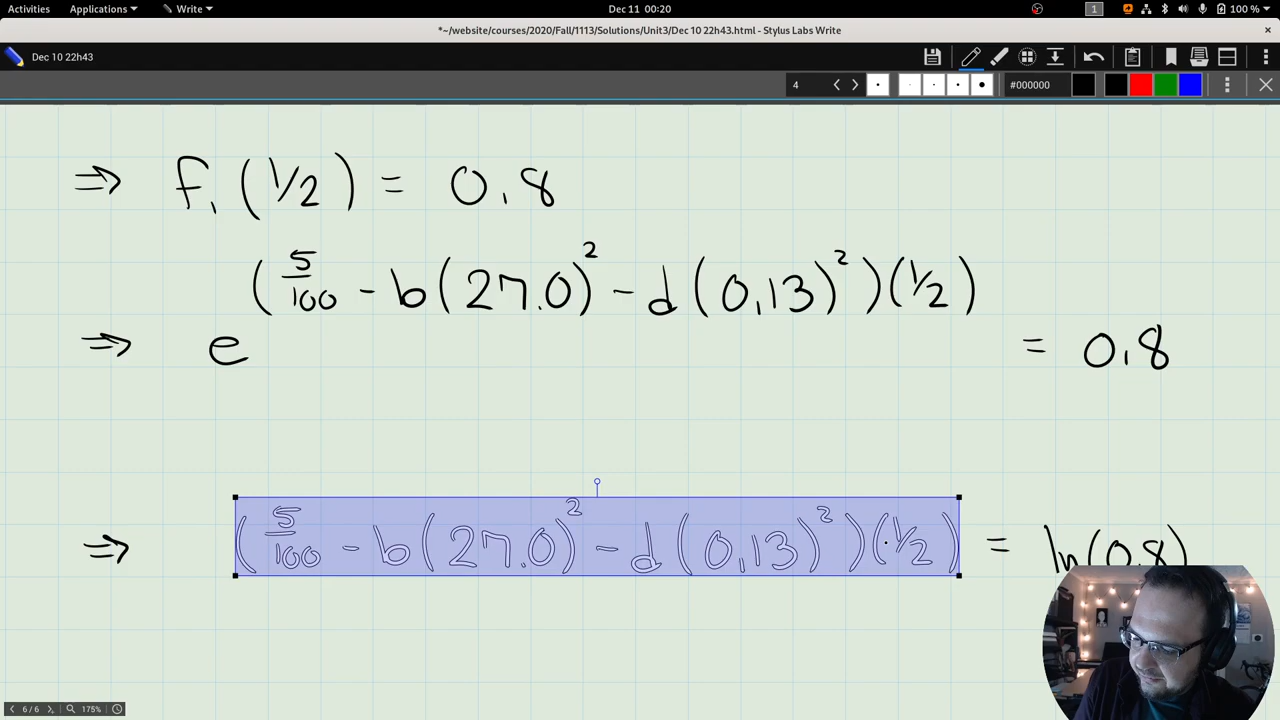 Activities Applications Write Dec 11 00:20 1 100 %
*~/website/courses/2020/Fall/1113/Solutions/Unit3/Dec 10 22h43.html - Stylus Labs Write ×
Dec 10 22h43
4 #000000
⇒ f₁(1/2) = 0.8
⇒ e^(5/100 - b(27.0)² - d(0.13)²)(1/2) = 0.8
⇒ (5/100 - b(27.0)² - d(0.13)²)(1/2) = ln(0.8)
6/6 175%